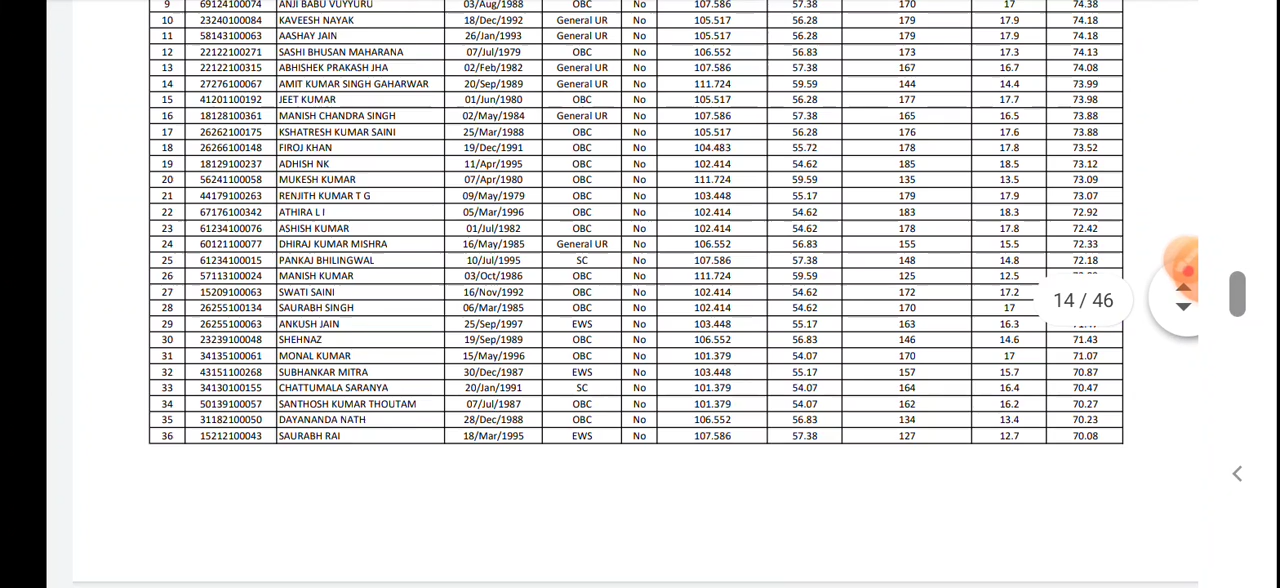 9 69124100074 ANJI BABU VUYYURU 03/Aug/1988 OBC No 107.586 57.38 170 17 74.38
10 23240100084 KAVEESH NAYAK 18/Dec/1992 General UR No 105.517 56.28 179 17.9 74.18
11 58143100063 AASHAY JAIN 26/Jan/1993 General UR No 105.517 56.28 179 17.9 74.18
12 22122100271 SASHI BHUSAN MAHARANA 07/Jul/1979 OBC No 106.552 56.83 173 17.3 74.13
13 22122100315 ABHISHEK PRAKASH JHA 02/Feb/1982 General UR No 107.586 57.38 167 16.7 74.08
14 27276100067 AMIT KUMAR SINGH GAHARWAR 20/Sep/1989 General UR No 111.724 59.59 144 14.4 73.99
15 41201100192 JEET KUMAR 01/Jun/1980 OBC No 105.517 56.28 177 17.7 73.98
16 18128100361 MANISH CHANDRA SINGH 02/May/1984 General UR No 107.586 57.38 165 16.5 73.88
17 26262100175 KSHATRESH KUMAR SAINI 25/Mar/1988 OBC No 105.517 56.28 176 17.6 73.88
18 26266100148 FIROJ KHAN 19/Dec/1991 OBC No 104.483 55.72 178 17.8 73.52
19 18129100237 ADHISH NK 11/Apr/1995 OBC No 102.414 54.62 185 18.5 73.12
20 56241100058 MUKESH KUMAR 07/Apr/1980 OBC No 111.724 59.59 135 13.5 73.09
21 44179100263 RENJITH KUMAR T G 09/May/1979 OBC No 103.448 55.17 179 17.9 73.07
22 67176100342 ATHIRA L I 05/Mar/1996 OBC No 102.414 54.62 183 18.3 72.92
23 61234100076 ASHISH KUMAR 01/Jul/1982 OBC No 102.414 54.62 178 17.8 72.42
24 60121100077 DHIRAJ KUMAR MISHRA 16/May/1985 General UR No 106.552 56.83 155 15.5 72.33
25 61234100015 PANKAJ BHILINGWAL 10/Jul/1995 SC No 107.586 57.38 148 14.8 72.18
26 57113100024 MANISH KUMAR 03/Oct/1986 OBC No 111.724 59.59 125 12.5
27 15209100063 SWATI SAINI 16/Nov/1992 OBC No 102.414 54.62 172 17.2
14 / 46
28 26255100134 SAURABH SINGH 06/Mar/1985 OBC No 102.414 54.62 170 17
29 26255100063 ANKUSH JAIN 25/Sep/1997 EWS No 103.448 55.17 163 16.3
30 23239100048 SHEHNAZ 19/Sep/1989 OBC No 106.552 56.83 146 14.6 71.43
31 34135100061 MONAL KUMAR 15/May/1996 OBC No 101.379 54.07 170 17 71.07
32 43151100268 SUBHANKAR MITRA 30/Dec/1987 EWS No 103.448 55.17 157 15.7 70.87
33 34130100155 CHATTUMALA SARANYA 20/Jan/1991 SC No 101.379 54.07 164 16.4 70.47
34 50139100057 SANTHOSH KUMAR THOUTAM 07/Jul/1987 OBC No 101.379 54.07 162 16.2 70.27
35 31182100050 DAYANANDA NATH 28/Dec/1988 OBC No 106.552 56.83 134 13.4 70.23
36 15212100043 SAURABH RAI 18/Mar/1995 EWS No 107.586 57.38 127 12.7 70.08